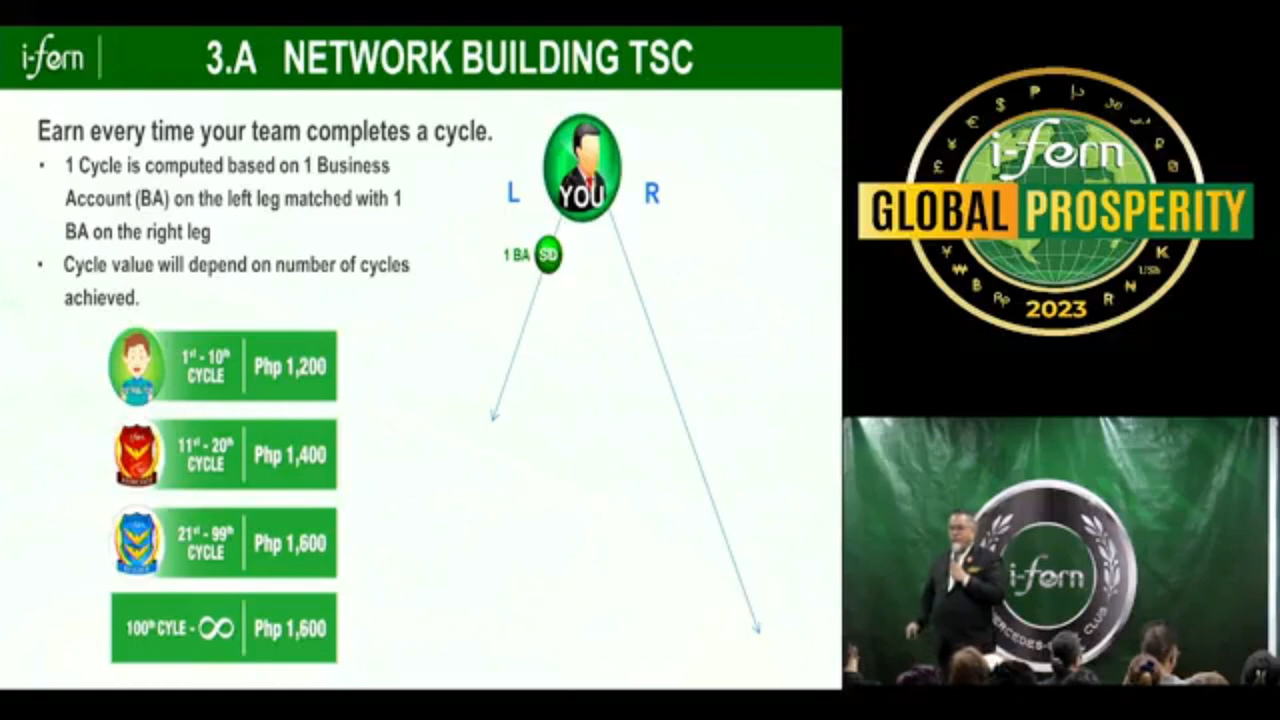 i-fern
3.A NETWORK BUILDING TSC
Earn every time your team completes a cycle.
• 1 Cycle is computed based on 1 Business
Account (BA) on the left leg matched with 1
BA on the right leg
• Cycle value will depend on number of cycles
achieved.
1st - 10th
CYCLE
Php 1,200
11st - 20th
CYCLE
Php 1,400
21st - 99th
CYCLE
Php 1,600
100th CYLE - ∞
Php 1,600
L
YOU
R
1 BA
SD
i-fern
GLOBAL PROSPERITY
2023
i-fern
CLUB